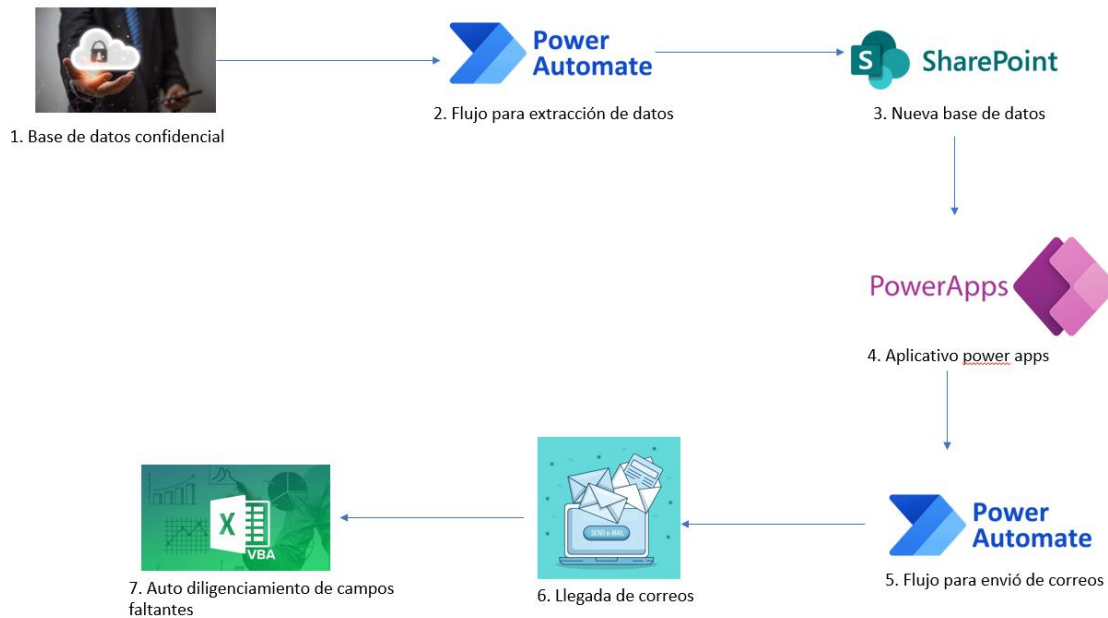 Power
Automate
S SharePoint
1. Base de datos confidencial
2. Flujo para extracción de datos
3. Nueva base de datos
PowerApps
4. Aplicativo power apps
X
VBA
SEND e-MAIL
Power
Automate
7. Auto diligenciamiento de campos
faltantes
6. Llegada de correos
5. Flujo para envió de correos